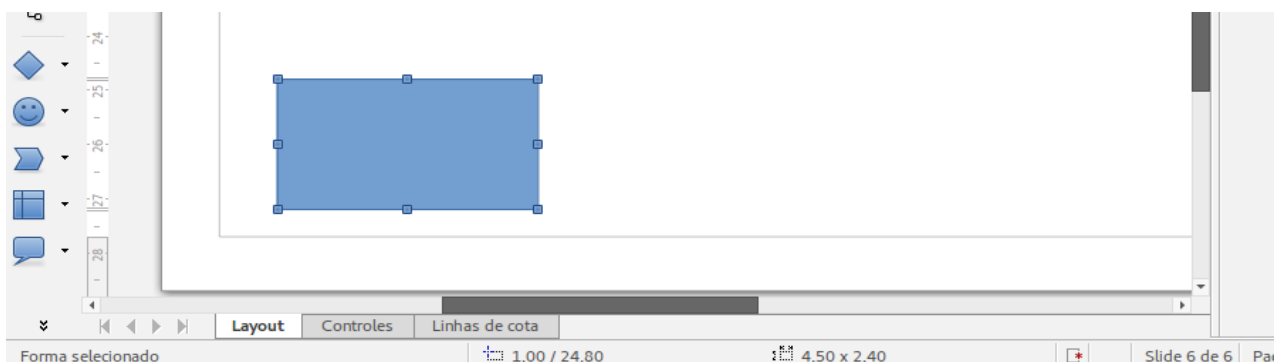 24
25
26
27
28
Layout Controles Linhas de cota
Forma selecionado 1,00 / 24,80 4,50 x 2,40 Slide 6 de 6